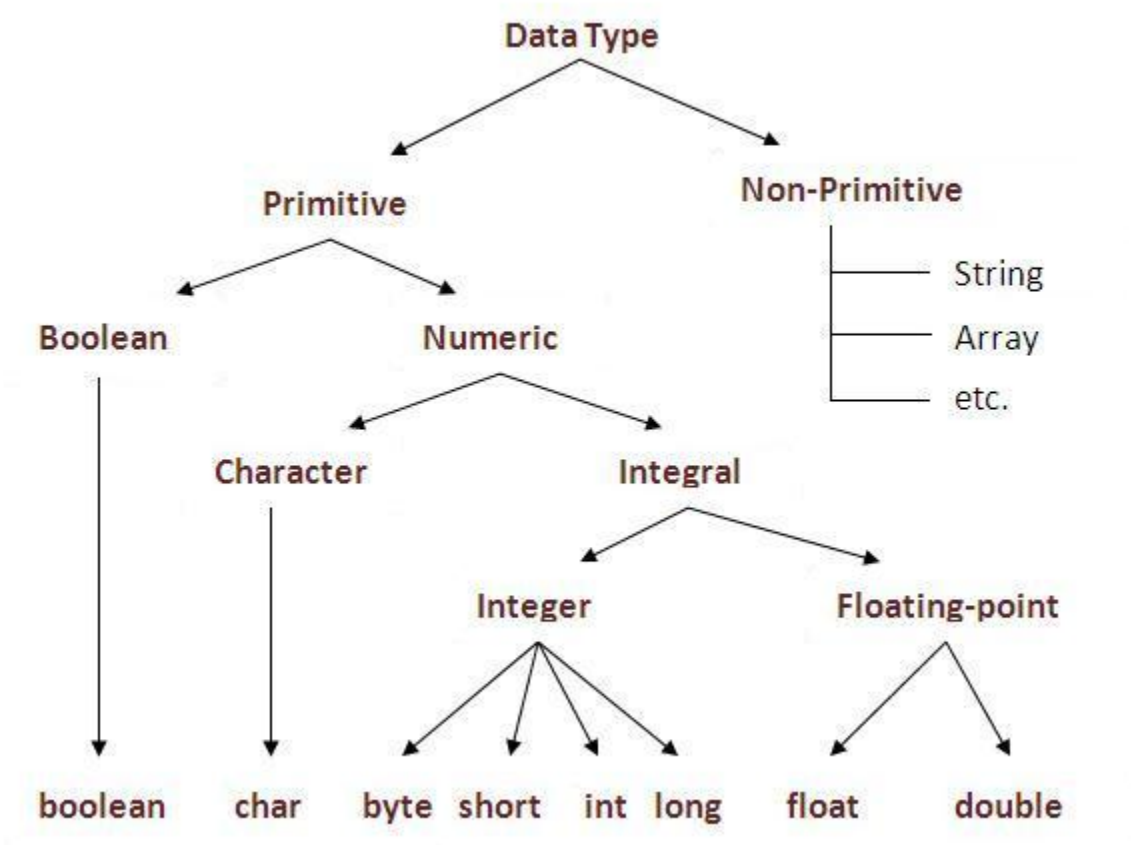 Data Type
Primitive
Non-Primitive
String
Boolean
Numeric
Array
etc.
Character
Integral
Integer
Floating-point
boolean
char
byte
short
int
long
float
double